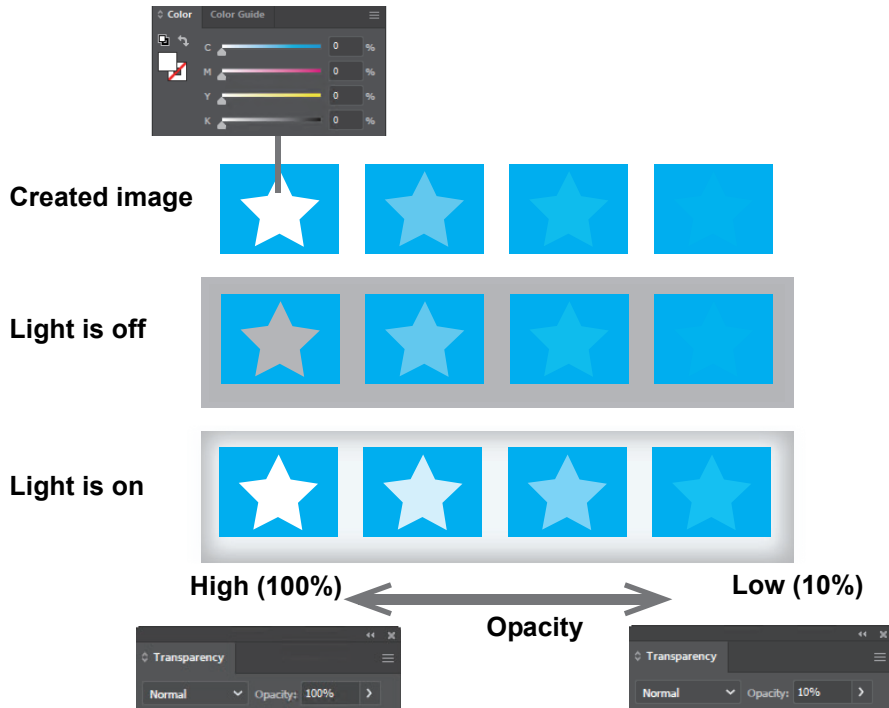 Color Color Guide
C 0 %
M 0 %
Y 0 %
K 0 %
Created image
Light is off
Light is on
High (100%)
Low (10%)
Opacity
Transparency
Normal Opacity: 100%
Transparency
Normal Opacity: 10%